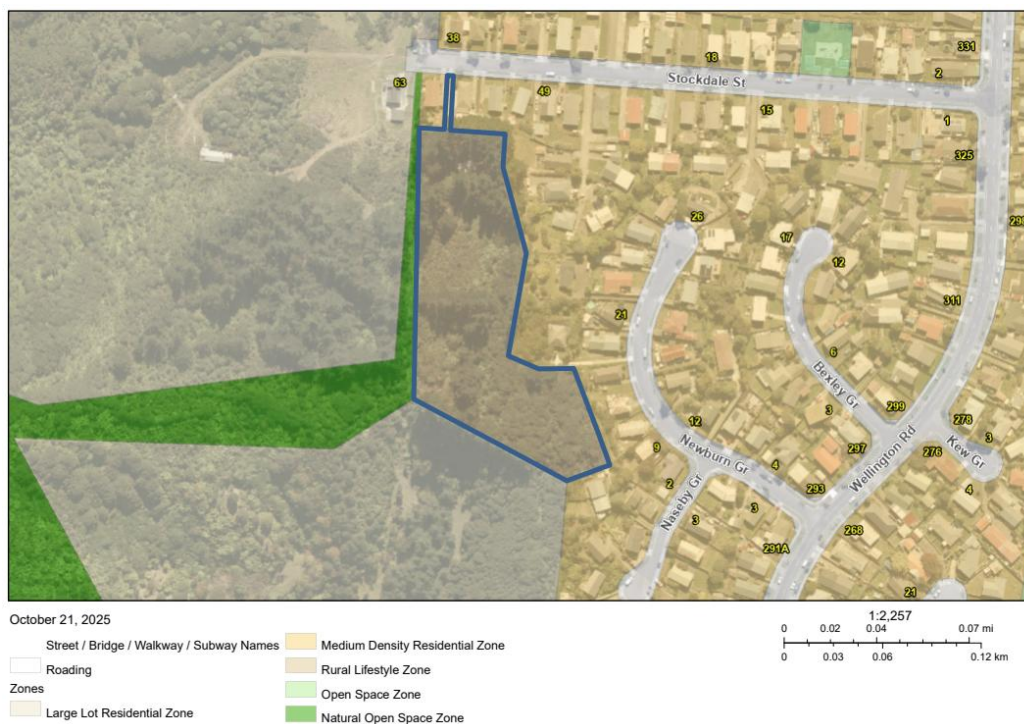 38
18
331
Stockdale St
2
63
49
15
1
325
26
17
12
298
311
21
6
Bexley Gr
3
299
12
278
3
9
Newburn Gr
4
297
Wellington Rd
276
Kew Gr
2
Naseby Gr
293
4
3
3
268
291A
21
October 21, 2025
1:2,257
0 0.02 0.04 0.07 mi
0 0.03 0.06 0.12 km
Street / Bridge / Walkway / Subway Names
Roading
Zones
Large Lot Residential Zone
Medium Density Residential Zone
Rural Lifestyle Zone
Open Space Zone
Natural Open Space Zone